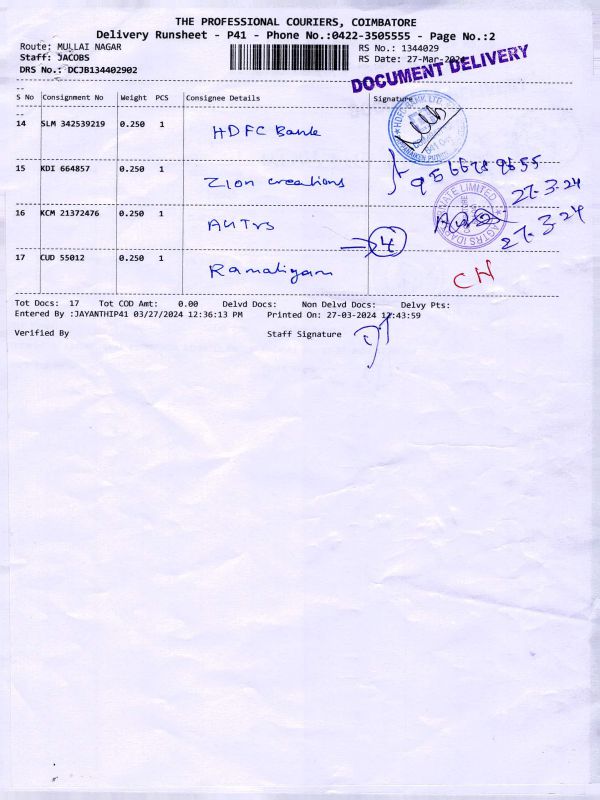 THE PROFESSIONAL COURIERS, COIMBATORE
Delivery Runsheet - P41 - Phone No.:0422-3505555 - Page No.:2
Route: MULLAI NAGAR RS No.: 1344029
Staff: JACOBS RS Date: 27-Mar-2024
DRS No.: DCJB134402902
DOCUMENT DELIVERY
S No Consignment No Weight PCS Consignee Details Signature
14 SLM 342539219 0.250 1 HDFC Bank
15 KDI 664857 0.250 1 Zion creations
27-3-24
16 KCM 21372476 0.250 1
27-3-24
4
17 CUD 55012 0.250 1 Ramaligam CH
Tot Docs: 17 Tot COD Amt: 0.00 Delvd Docs: Non Delvd Docs: Delvy Pts:
Entered By :JAYANTHIP41 03/27/2024 12:36:13 PM Printed On: 27-03-2024 12:43:59
Verified By Staff Signature